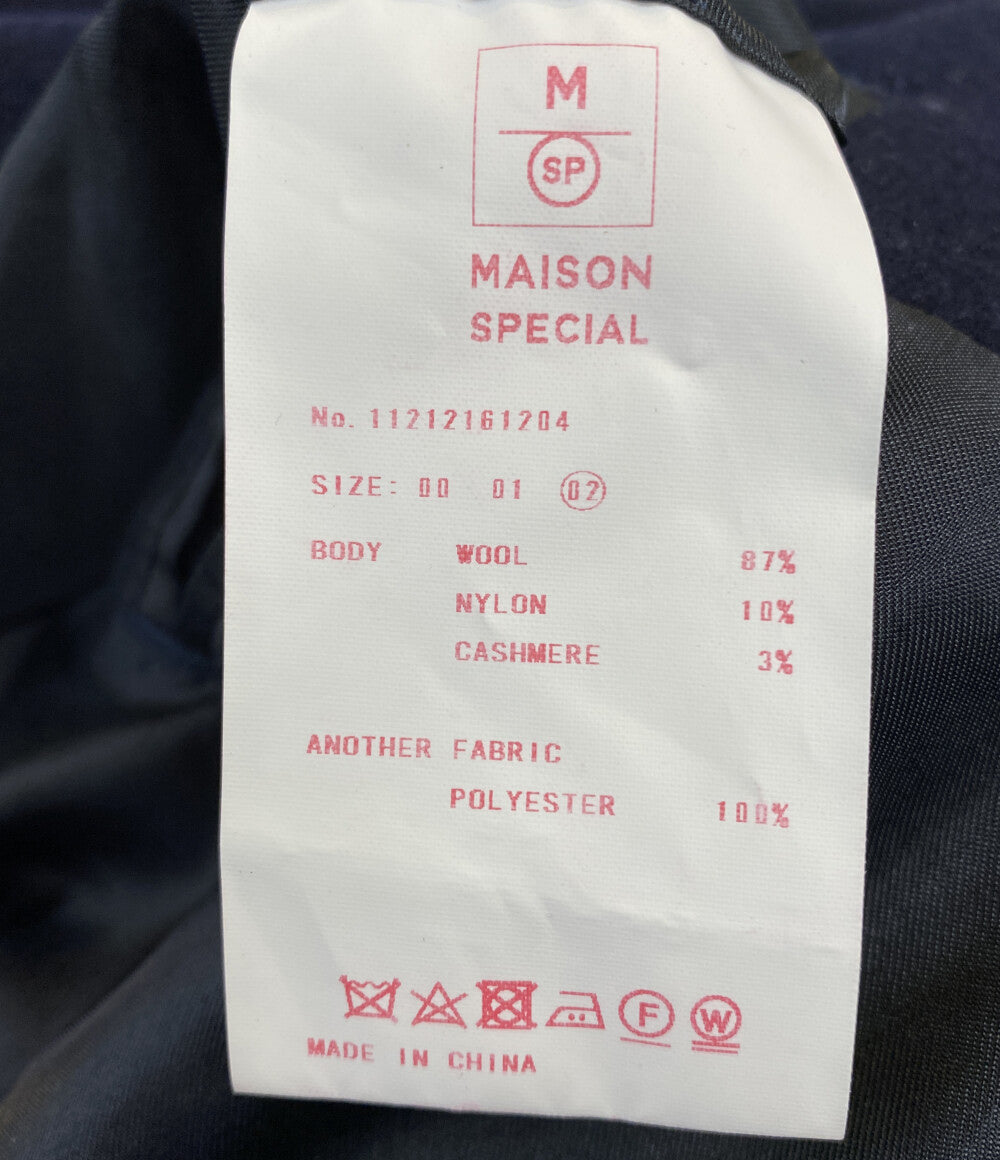 M
SP
MAISON
SPECIAL
No. 11212161204
SIZE: 00 01 02
BODY WOOL 87%
NYLON 10%
CASHMERE 3%
ANOTHER FABRIC
POLYESTER 100%
F W
MADE IN CHINA